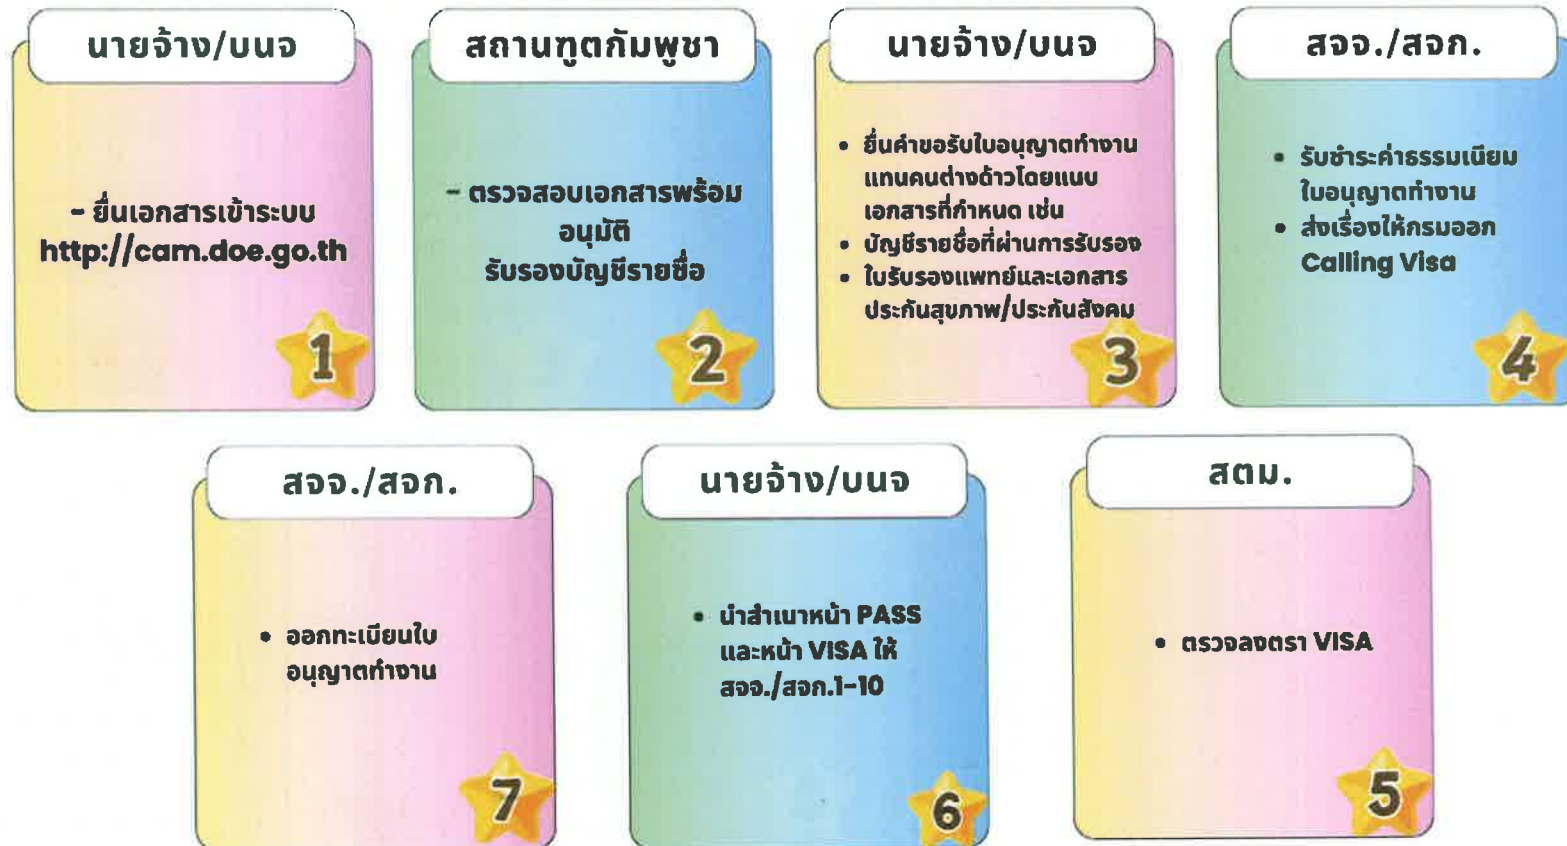 นายจ้าง/บนจ
- ยื่นเอกสารเข้าระบบ
http://cam.doe.go.th
1
สถานฑูตกัมพูชา
- ตรวจสอบเอกสารพร้อม
อนุมัติ
รับรองบัญชีรายชื่อ
2
นายจ้าง/บนจ
• ยื่นคำขอรับใบอนุญาตทำงาน
แทนคนต่างด้าวโดยแนบ
เอกสารที่กำหนด เช่น
• บัญชีรายชื่อที่ผ่านการรับรอง
• ใบรับรองแพทย์และเอกสาร
ประกันสุขภาพ/ประกันสังคม
3
สจจ./สจก.
• รับชำระค่าธรรมเนียม
ใบอนุญาตทำงาน
• ส่งเรื่องให้กรมออก
Calling Visa
4
สตม.
• ตรวจลงตรา VISA
5
นายจ้าง/บนจ
• นำสำเนาหน้า PASS
และหน้า VISA ให้
สจจ./สจก.1-10
6
สจจ./สจก.
• ออกทะเบียนใบ
อนุญาตทำงาน
7